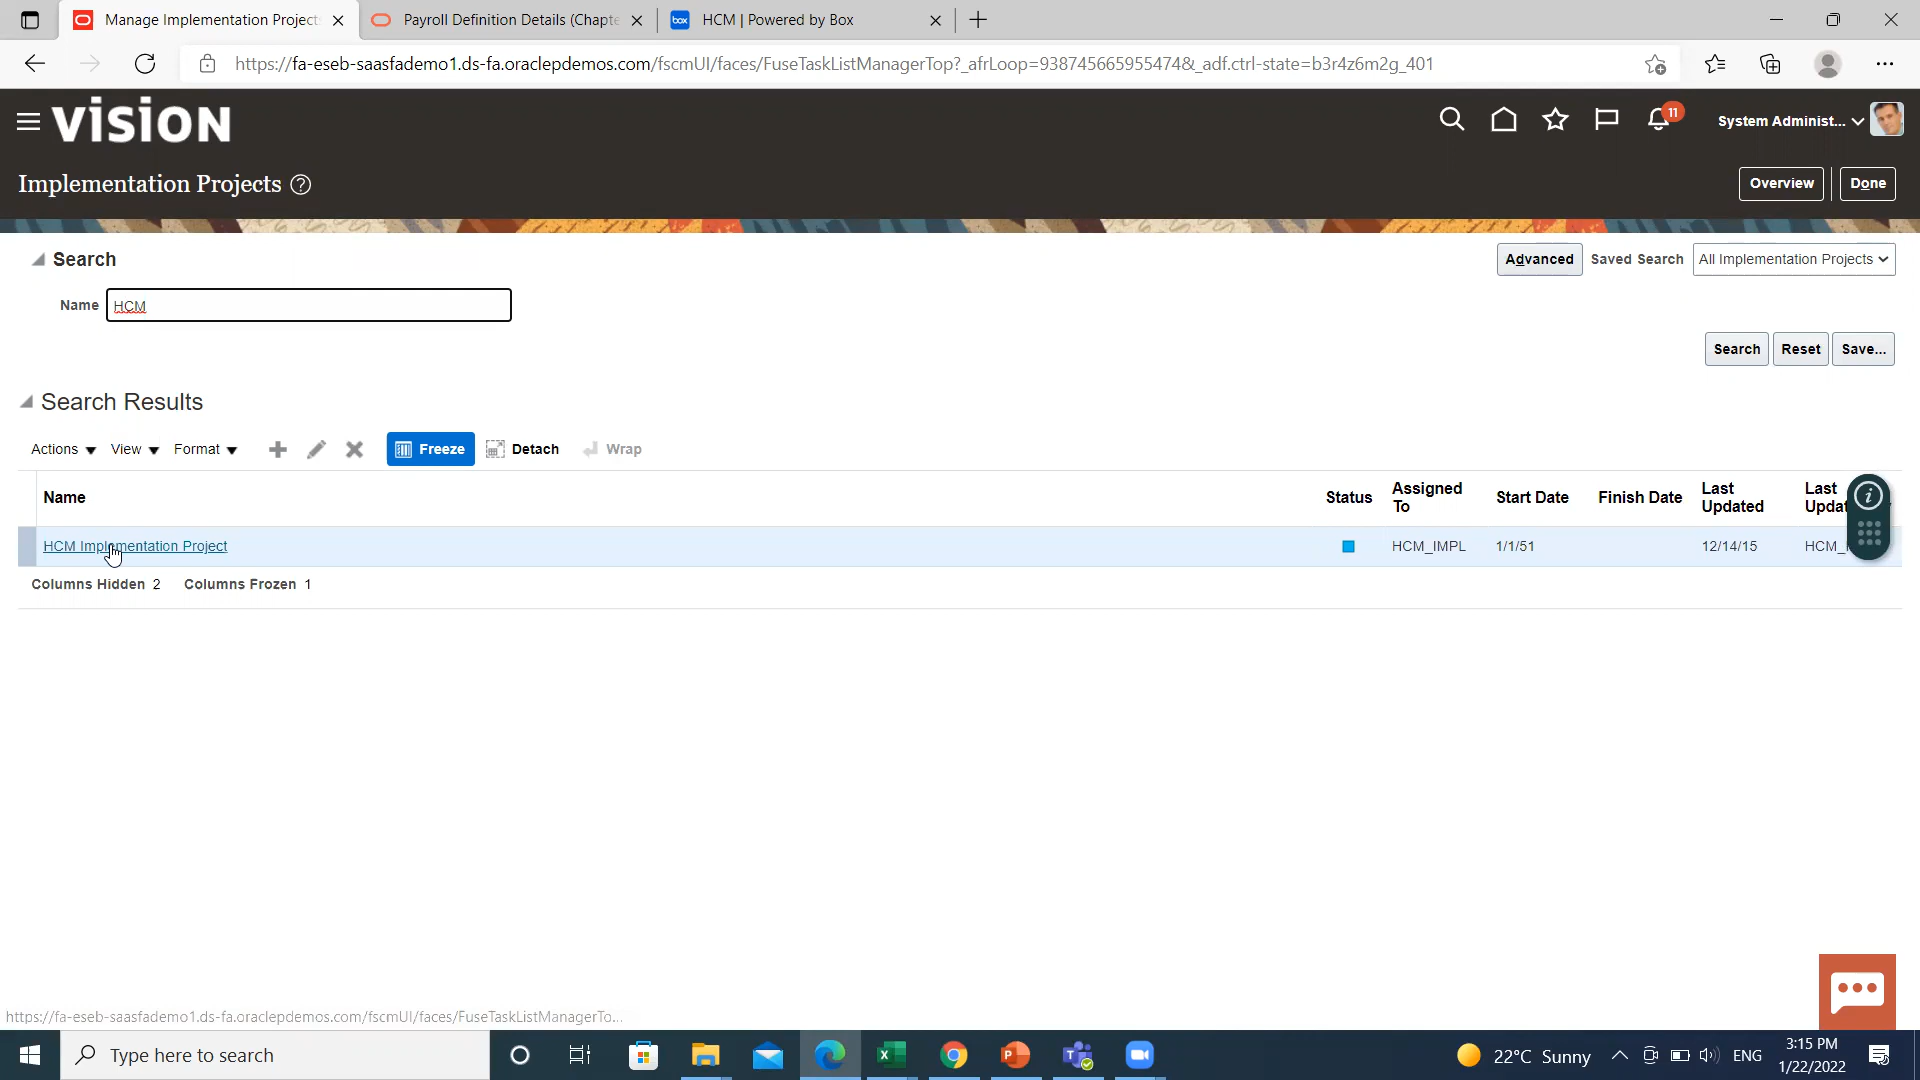 Manage Implementation Project
Payroll Definition Details (Chapte
HCM | Powered by Box
https://fa-eseb-saasfademo1.ds-fa.oraclepdemos.com/fscmUI/faces/FuseTaskListManagerTop?_afrLoop=93874566595547​4&_adf.ctrl-state=b3r4z6m2g_401
VISION
11
System Administ...
Implementation Projects ?
Overview
Done
Search
Advanced
Saved Search
All Implementation Projects
Name HCM
Search
Reset
Save...
Search Results
Actions View Format Freeze Detach Wrap
Name Status Assigned To Start Date Finish Date Last Updated Last
HCM Implementation Project HCM_IMPL 1/1/51 12/14/15 HCM_
Columns Hidden 2 Columns Frozen 1
https://fa-eseb-saasfademo1.ds-fa.oraclepdemos.com/fscmUI/faces/FuseTaskListManagerTo...
Type here to search
22°C Sunny
ENG
3:15 PM
1/22/2022